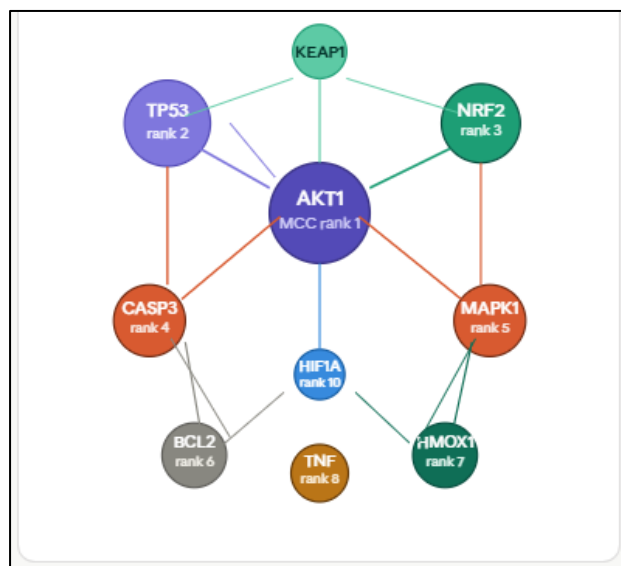 KEAP1
TP53
rank 2
NRF2
rank 3
AKT1
MCC rank 1
CASP3
rank 4
MAPK1
rank 5
HIF1A
rank 10
BCL2
rank 6
TNF
rank 8
HMOX1
rank 7